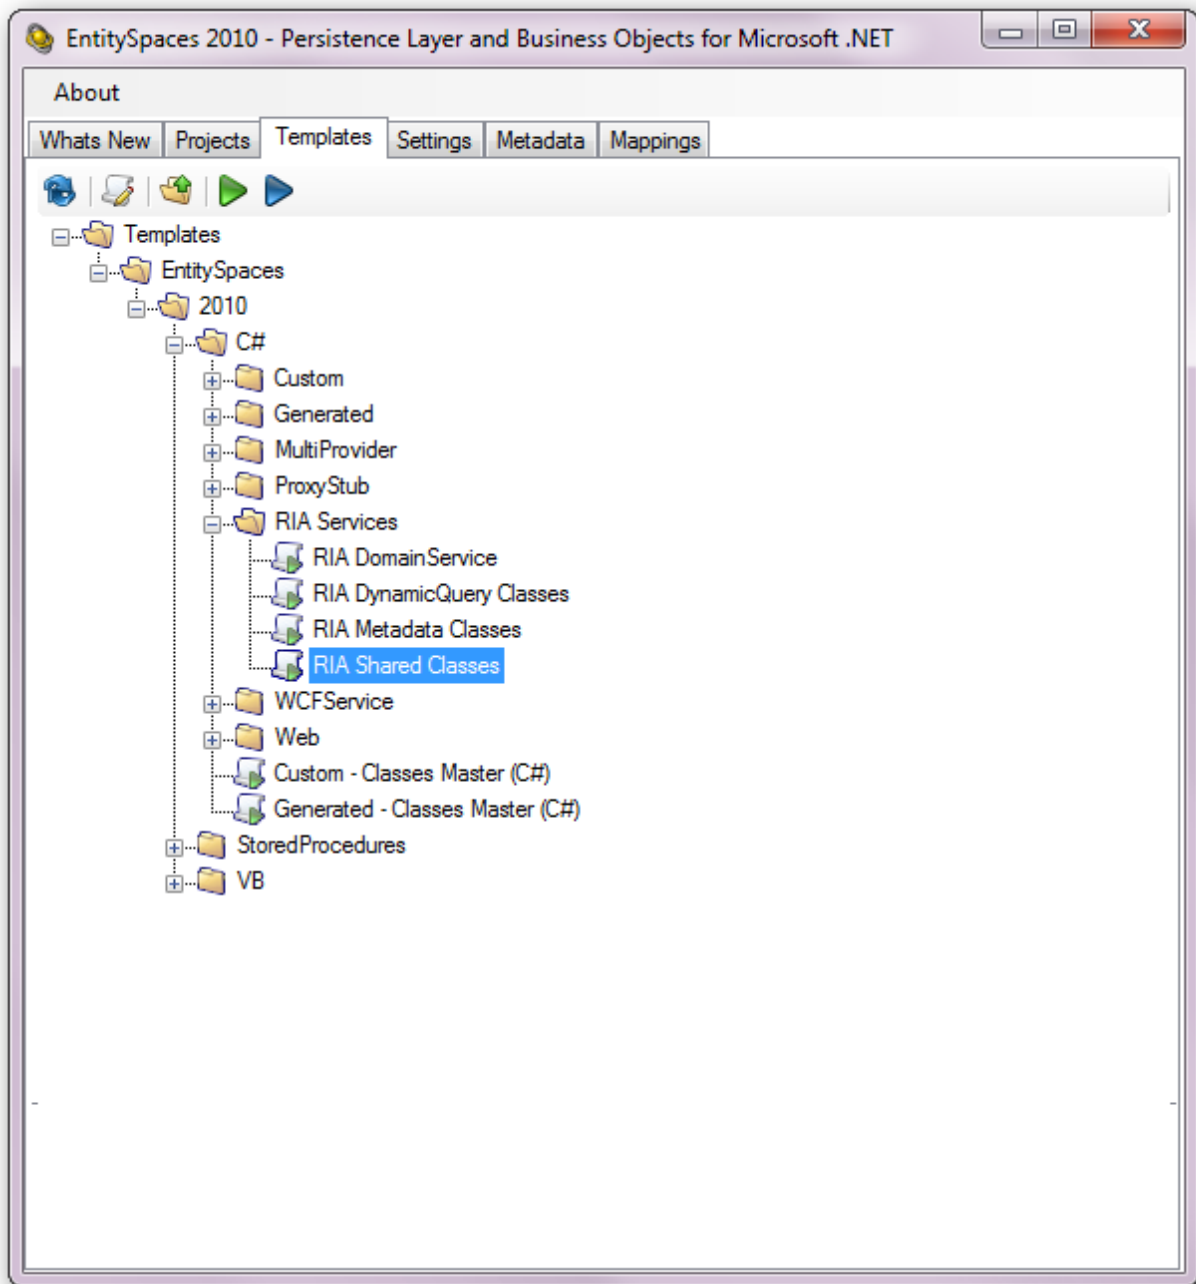 EntitySpaces 2010 - Persistence Layer and Business Objects for Microsoft .NET
About
Whats New Projects Templates Settings Metadata Mappings
Templates
EntitySpaces
2010
C#
Custom
Generated
MultiProvider
ProxyStub
RIA Services
RIA DomainService
RIA DynamicQuery Classes
RIA Metadata Classes
RIA Shared Classes
WCFService
Web
Custom - Classes Master (C#)
Generated - Classes Master (C#)
StoredProcedures
VB